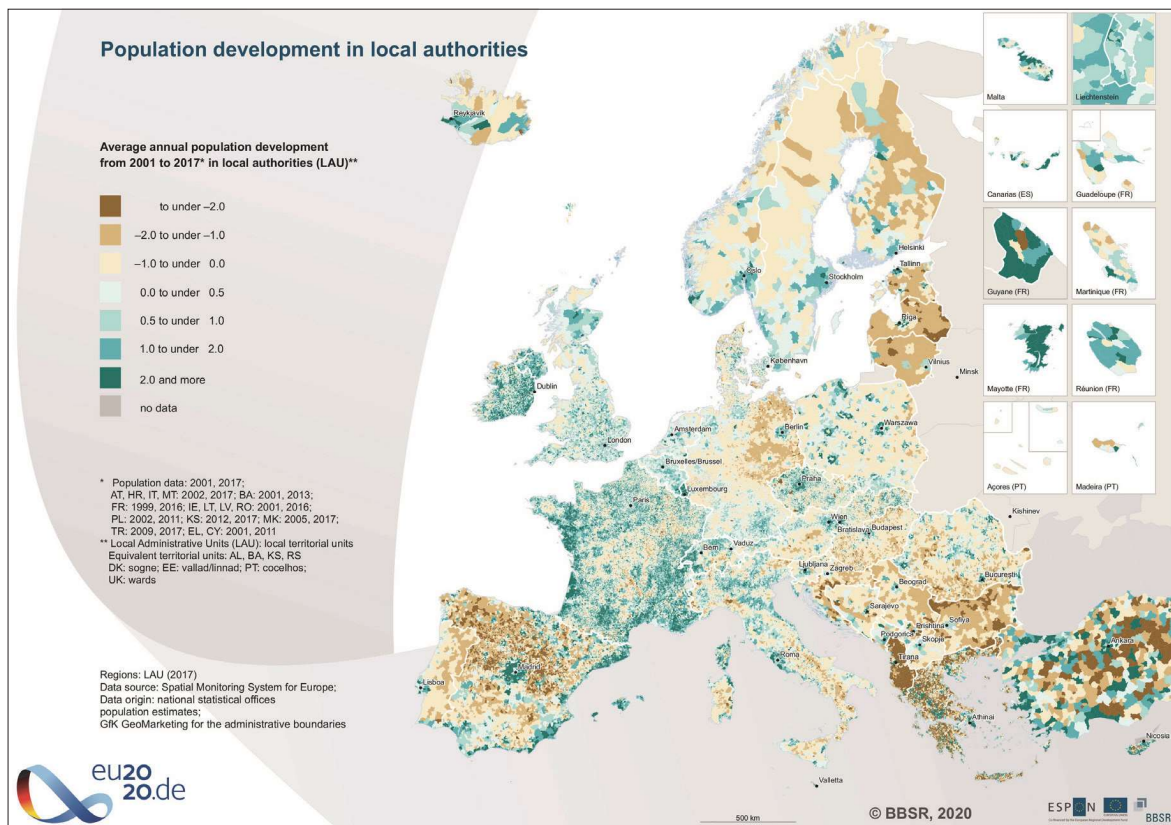 Population development in local authorities
Average annual population development
from 2001 to 2017* in local authorities (LAU)**
to under –2.0
–2.0 to under –1.0
–1.0 to under 0.0
0.0 to under 0.5
0.5 to under 1.0
1.0 to under 2.0
2.0 and more
no data
* Population data: 2001, 2017;
AT, HR, IT, MT: 2002, 2017; BA: 2001, 2013;
FR: 1999, 2016; IE, LT, LV, RO: 2001, 2016;
PL: 2002, 2011; KS: 2012, 2017; MK: 2005, 2017;
TR: 2009, 2017; EL, CY: 2001, 2011
** Local Administrative Units (LAU): local territorial units
Equivalent territorial units: AL, BA, KS, RS
DK: sogne; EE: vallad/linnad; PT: cocelhos;
UK: wards
Regions: LAU (2017)
Data source: Spatial Monitoring System for Europe;
Data origin: national statistical offices
population estimates;
GfK GeoMarketing for the administrative boundaries
eu20
20.de
Reykjavík
Oslo
Stockholm
Helsinki
Tallinn
Riga
Vilnius
Minsk
København
Dublin
London
Amsterdam
Berlin
Warszawa
Bruxelles/Brussel
Luxembourg
Paris
Praha
Wien
Bratislava
Budapest
Kishinev
Bern
Vaduz
Ljubljana
Zagreb
Beograd
Bucuresti
Sarajevo
Prishtina
Sofiya
Podgorica
Skopje
Tirana
Ankara
Madrid
Lisboa
Roma
Athinai
Nicosia
Valletta
Malta
Liechtenstein
Canarias (ES)
Guadeloupe (FR)
Guyane (FR)
Martinique (FR)
Mayotte (FR)
Réunion (FR)
Açores (PT)
Madeira (PT)
500 km
© BBSR, 2020
ESPON
BBSR